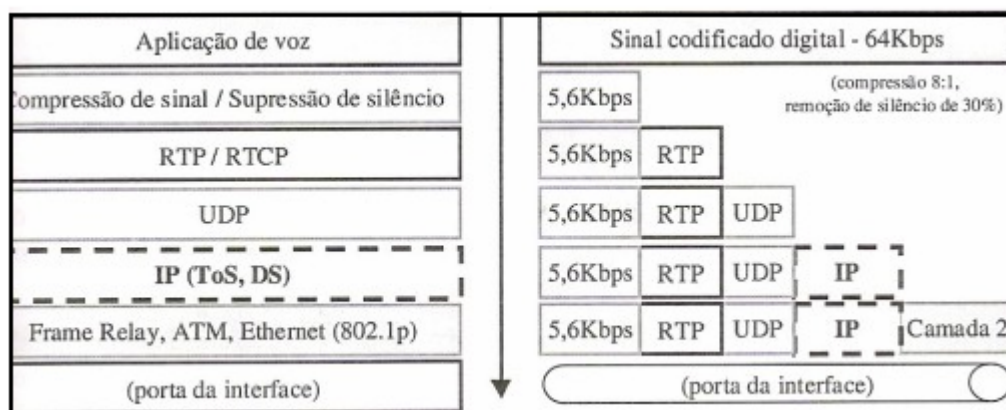 Aplicação de voz
Sinal codificado digital - 64Kbps
Compressão de sinal / Supressão de silêncio
5,6Kbps
(compressão 8:1,
remoção de silêncio de 30%)
RTP / RTCP
5,6Kbps RTP
UDP
5,6Kbps RTP UDP
IP (ToS, DS)
5,6Kbps RTP UDP IP
Frame Relay, ATM, Ethernet (802.1p)
5,6Kbps RTP UDP IP Camada 2
(porta da interface)
(porta da interface)